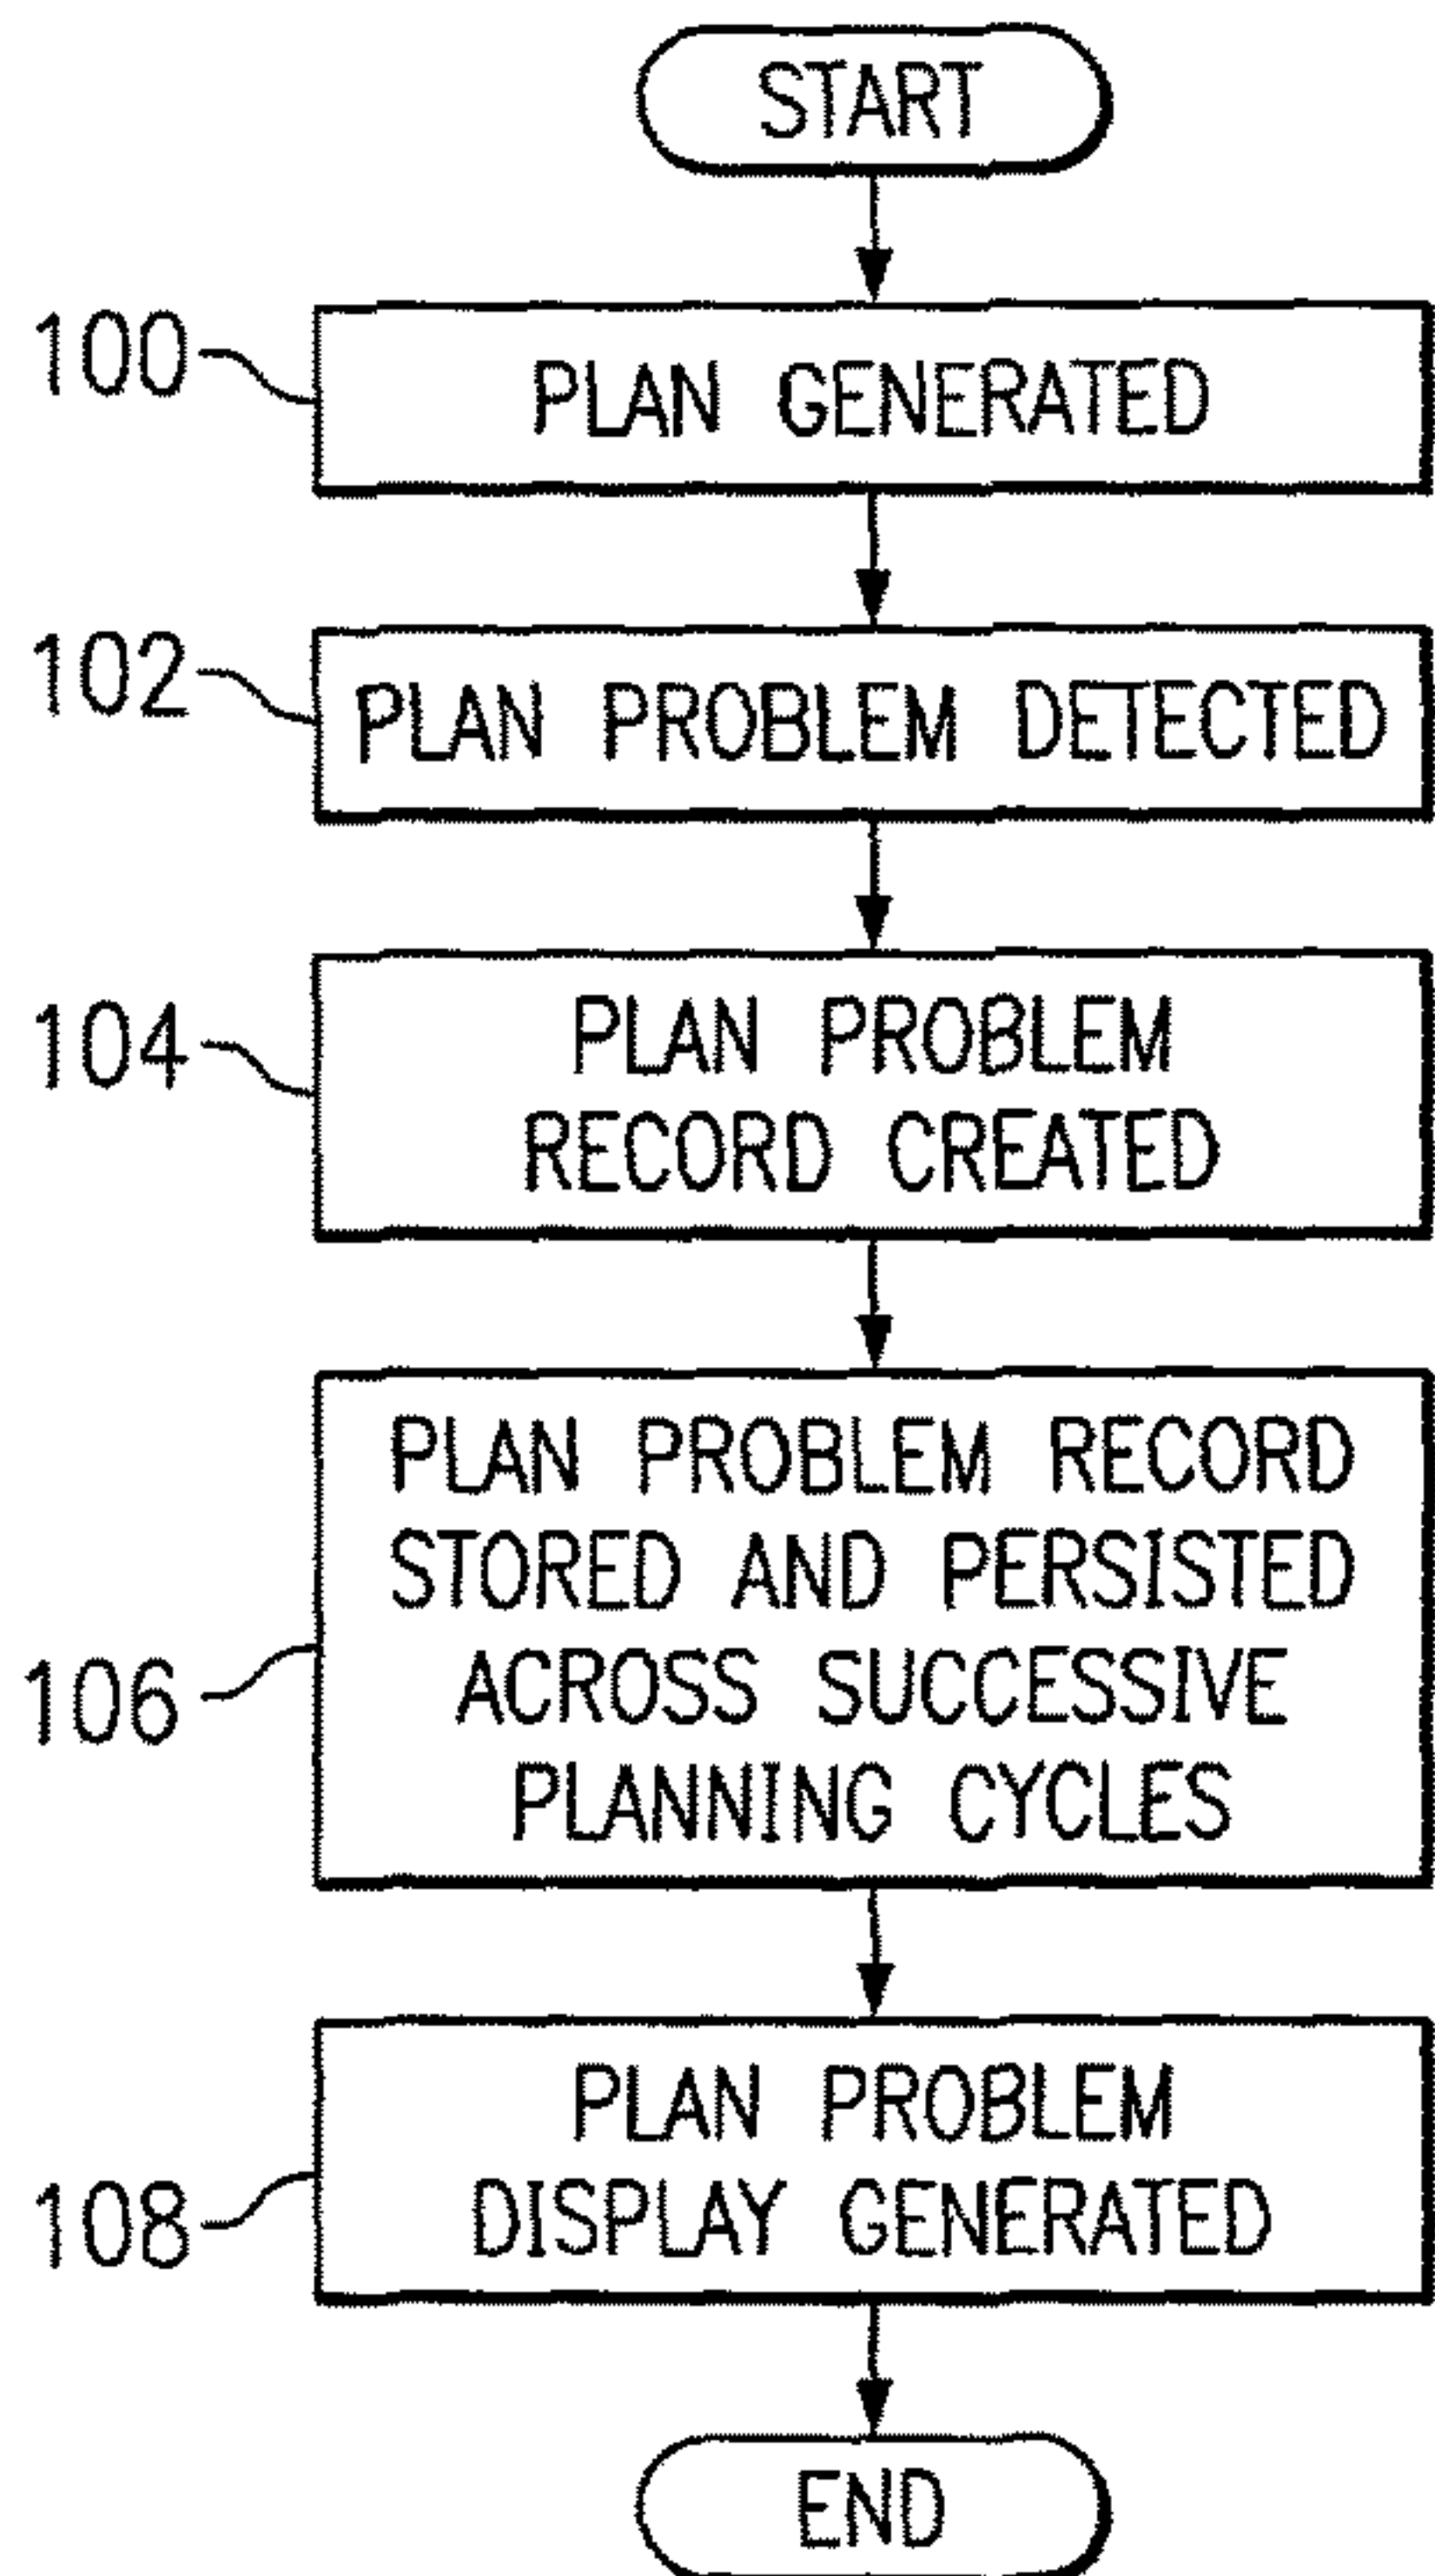 START
100
PLAN GENERATED
102
PLAN PROBLEM DETECTED
104
PLAN PROBLEM
RECORD CREATED
106
PLAN PROBLEM RECORD
STORED AND PERSISTED
ACROSS SUCCESSIVE
PLANNING CYCLES
108
PLAN PROBLEM
DISPLAY GENERATED
END